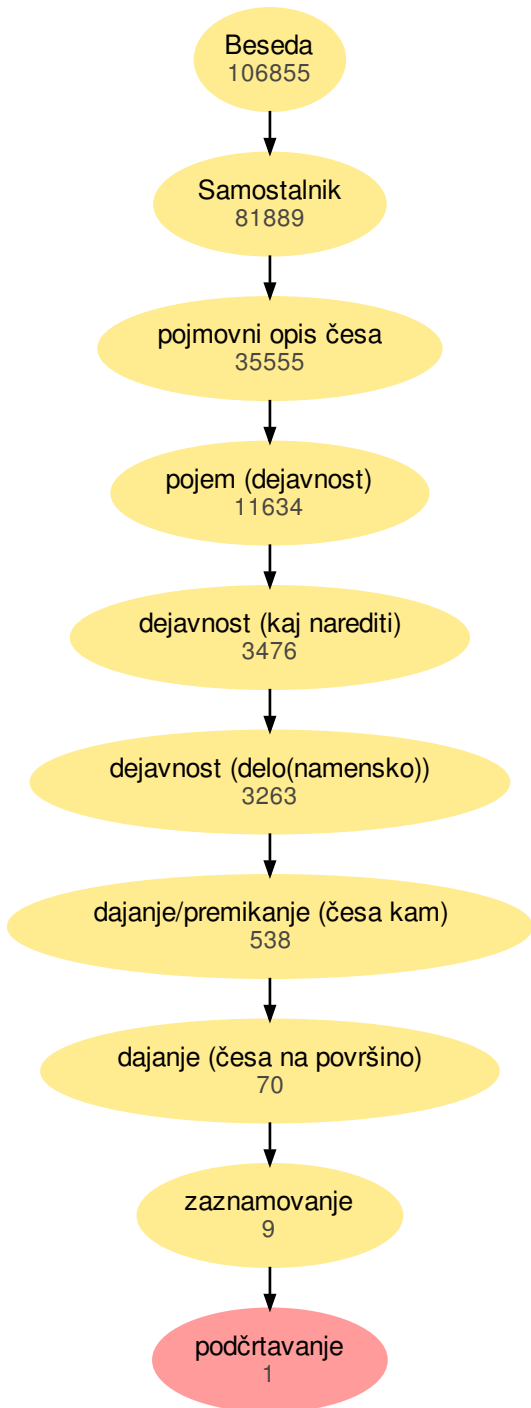 Beseda
106855
Samostalnik
81889
pojmovni opis česa
35555
pojem (dejavnost)
11634
dejavnost (kaj narediti)
3476
dejavnost (delo(namensko))
3263
dajanje/premikanje (česa kam)
538
dajanje (česa na površino)
70
zaznamovanje
9
podčrtavanje
1